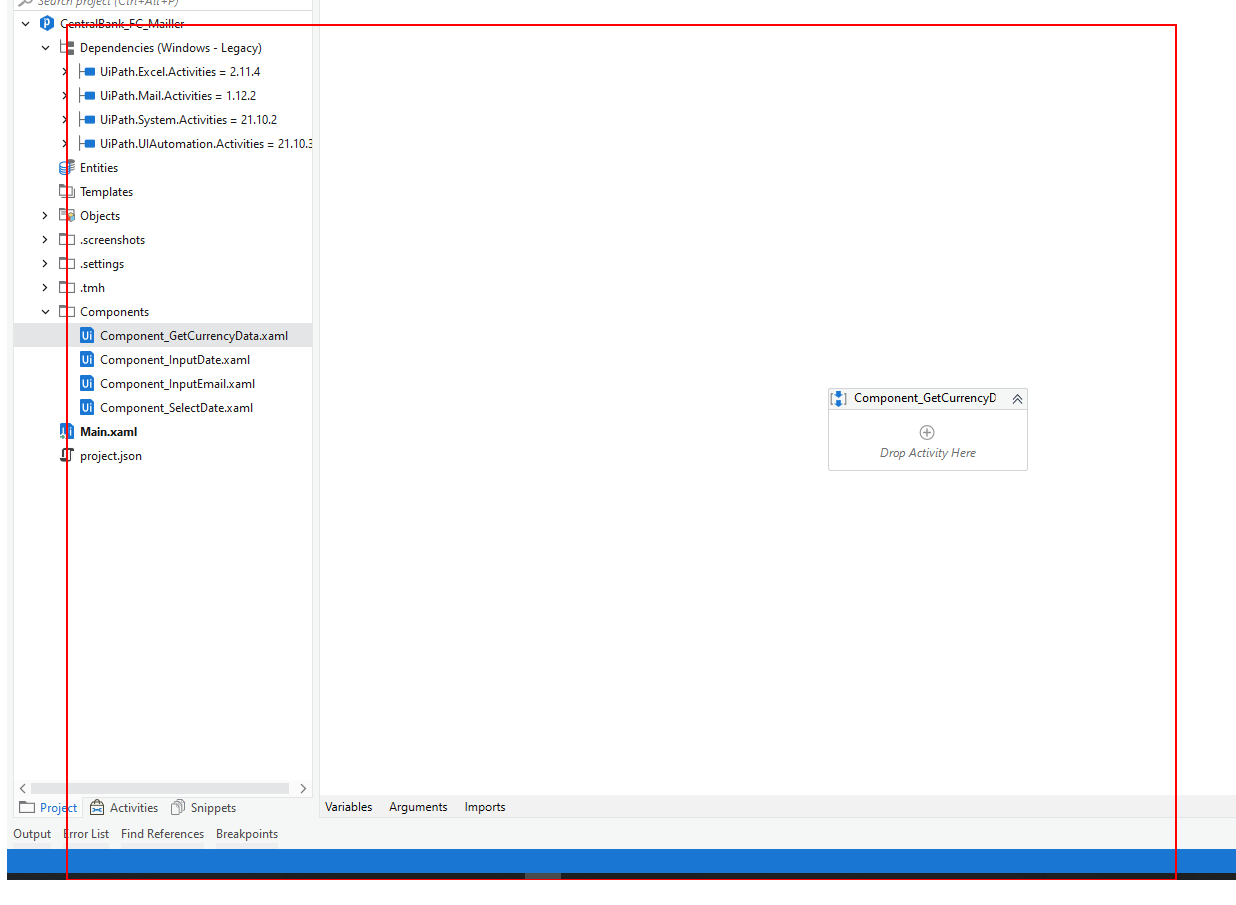 Search project (Ctrl+Alt+P)
CentralBank_FC_Mailler
Dependencies (Windows - Legacy)
UiPath.Excel.Activities = 2.11.4
UiPath.Mail.Activities = 1.12.2
UiPath.System.Activities = 21.10.2
UiPath.UIAutomation.Activities = 21.10.3
Entities
Templates
Objects
.screenshots
.settings
.tmh
Components
Component_GetCurrencyData.xaml
Component_InputDate.xaml
Component_InputEmail.xaml
Component_SelectDate.xaml
Main.xaml
project.json
Component_GetCurrencyD
Drop Activity Here
Project Activities Snippets
Variables Arguments Imports
Output Error List Find References Breakpoints